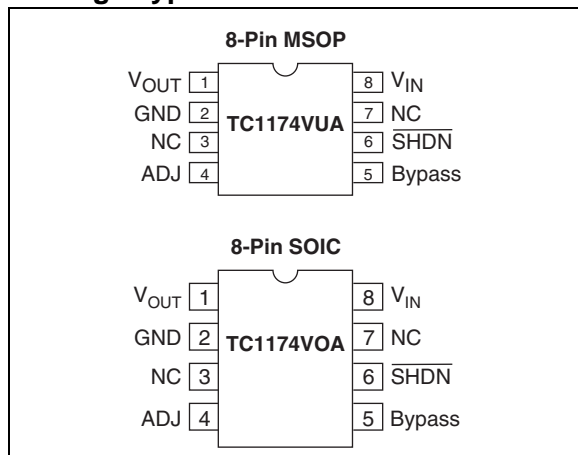 8-Pin MSOP
VOUT 1 8 VIN
GND 2 TC1174VUA 7 NC
NC 3 6 SHDN
ADJ 4 5 Bypass
8-Pin SOIC
VOUT 1 8 VIN
GND 2 TC1174VOA 7 NC
NC 3 6 SHDN
ADJ 4 5 Bypass